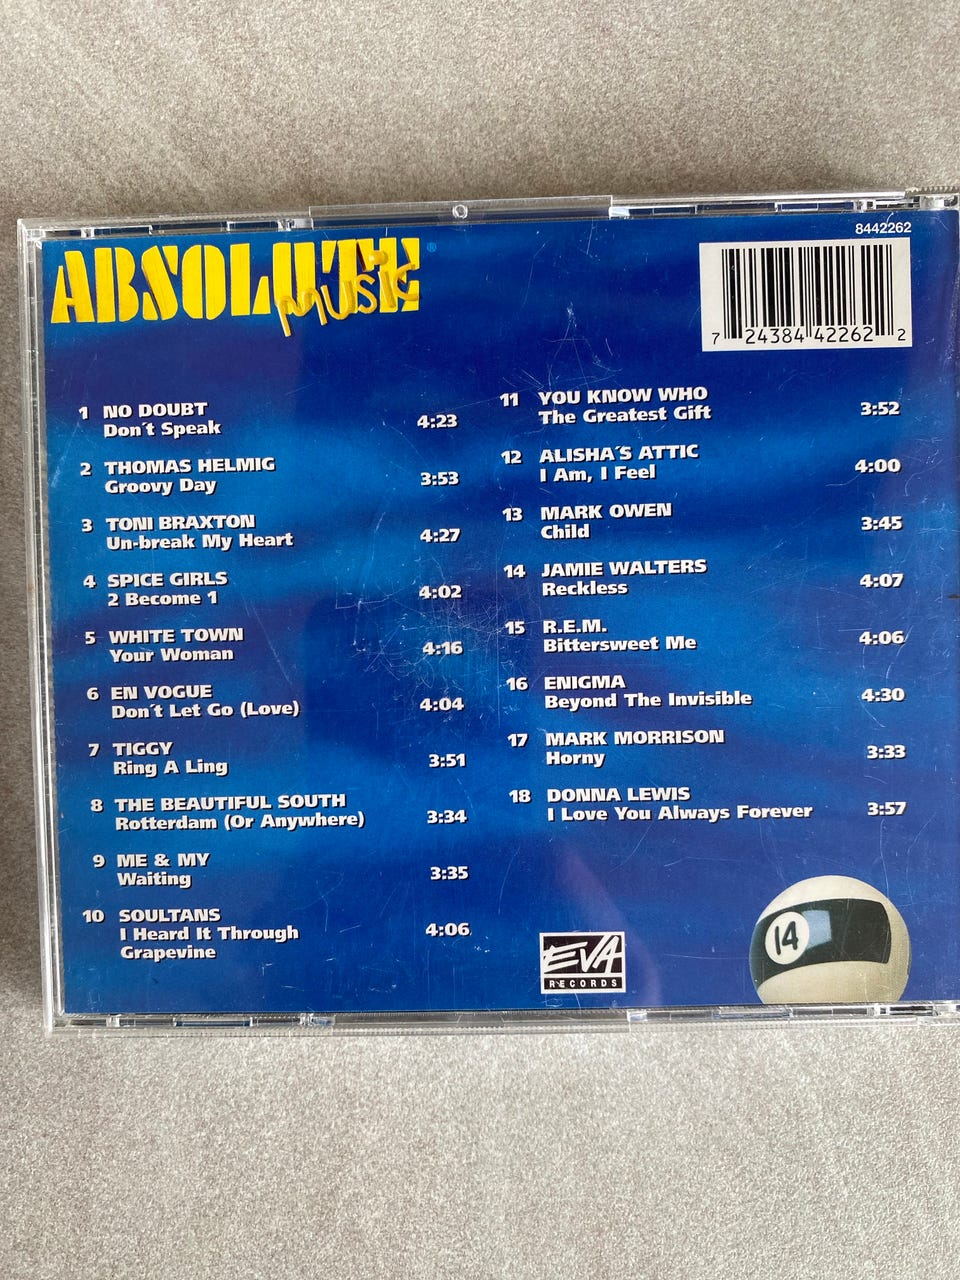 8442262
ABSOLUTE
music
7 24384 42262 2
1 NO DOUBT
Don´t Speak 4:23
2 THOMAS HELMIG
Groovy Day 3:53
3 TONI BRAXTON
Un-break My Heart 4:27
4 SPICE GIRLS
2 Become 1 4:02
5 WHITE TOWN
Your Woman 4:16
6 EN VOGUE
Don´t Let Go (Love) 4:04
7 TIGGY
Ring A Ling 3:51
8 THE BEAUTIFUL SOUTH
Rotterdam (Or Anywhere) 3:34
9 ME & MY
Waiting 3:35
10 SOULTANS
I Heard It Through 4:06
Grapevine
11 YOU KNOW WHO
The Greatest Gift 3:52
12 ALISHA´S ATTIC
I Am, I Feel 4:00
13 MARK OWEN
Child 3:45
14 JAMIE WALTERS
Reckless 4:07
15 R.E.M.
Bittersweet Me 4:06
16 ENIGMA
Beyond The Invisible 4:30
17 MARK MORRISON
Horny 3:33
18 DONNA LEWIS
I Love You Always Forever 3:57
EVA
RECORDS
14